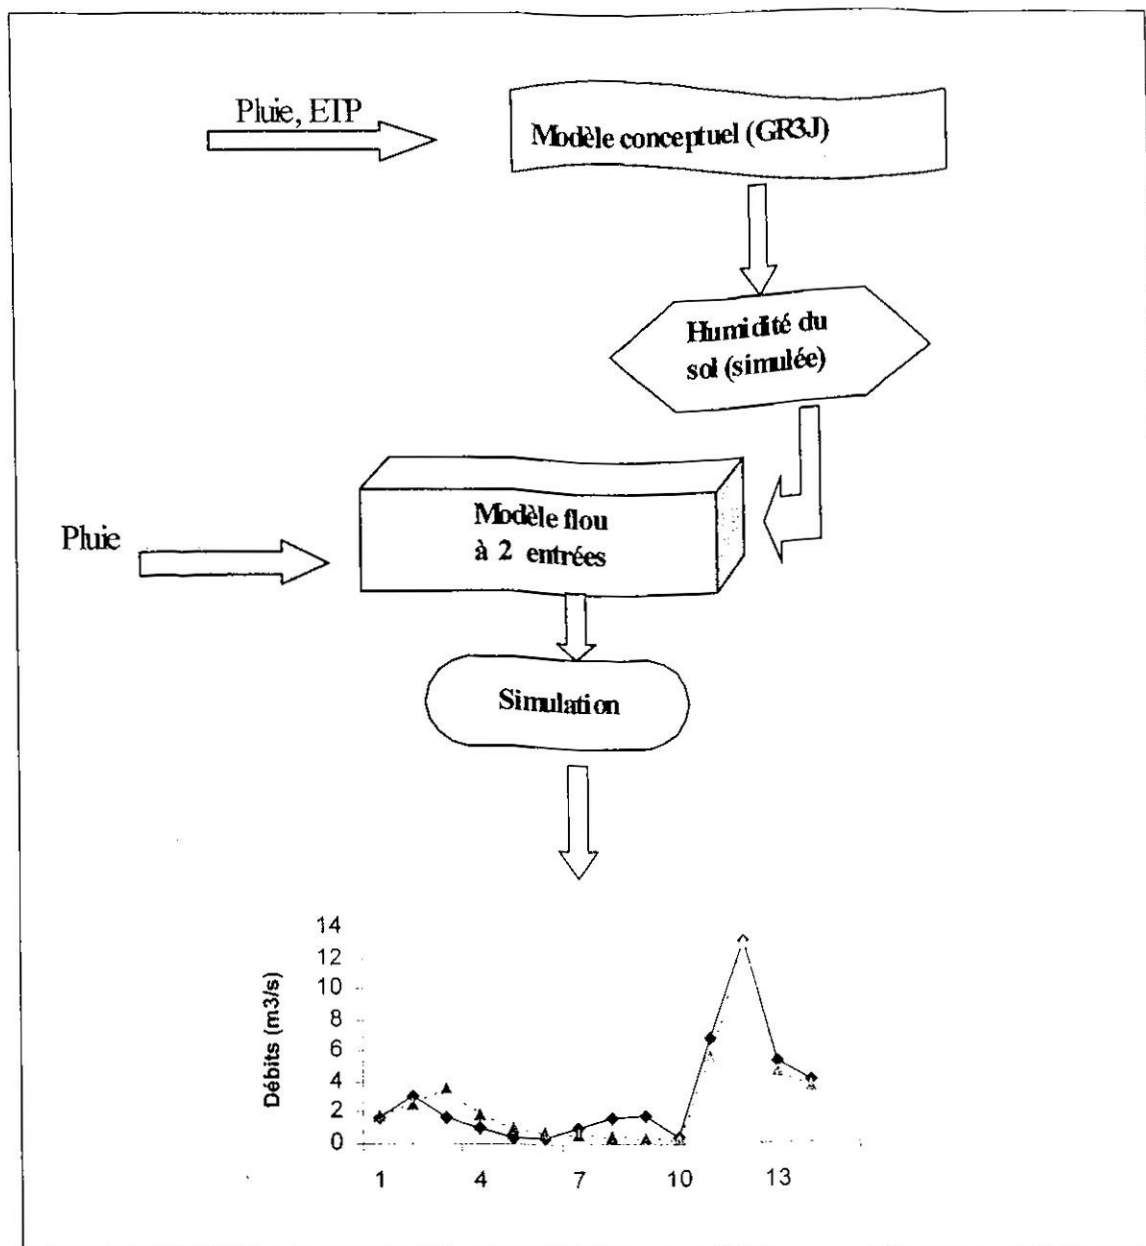 Pluie, ETP
Modèle conceptuel (GR3J)
Humidité du
sol (simulée)
Modèle flou
à 2 entrées
Pluie
Simulation
Débits (m3/s)
14
12
10
8
6
4
2
0
1 4 7 10 13